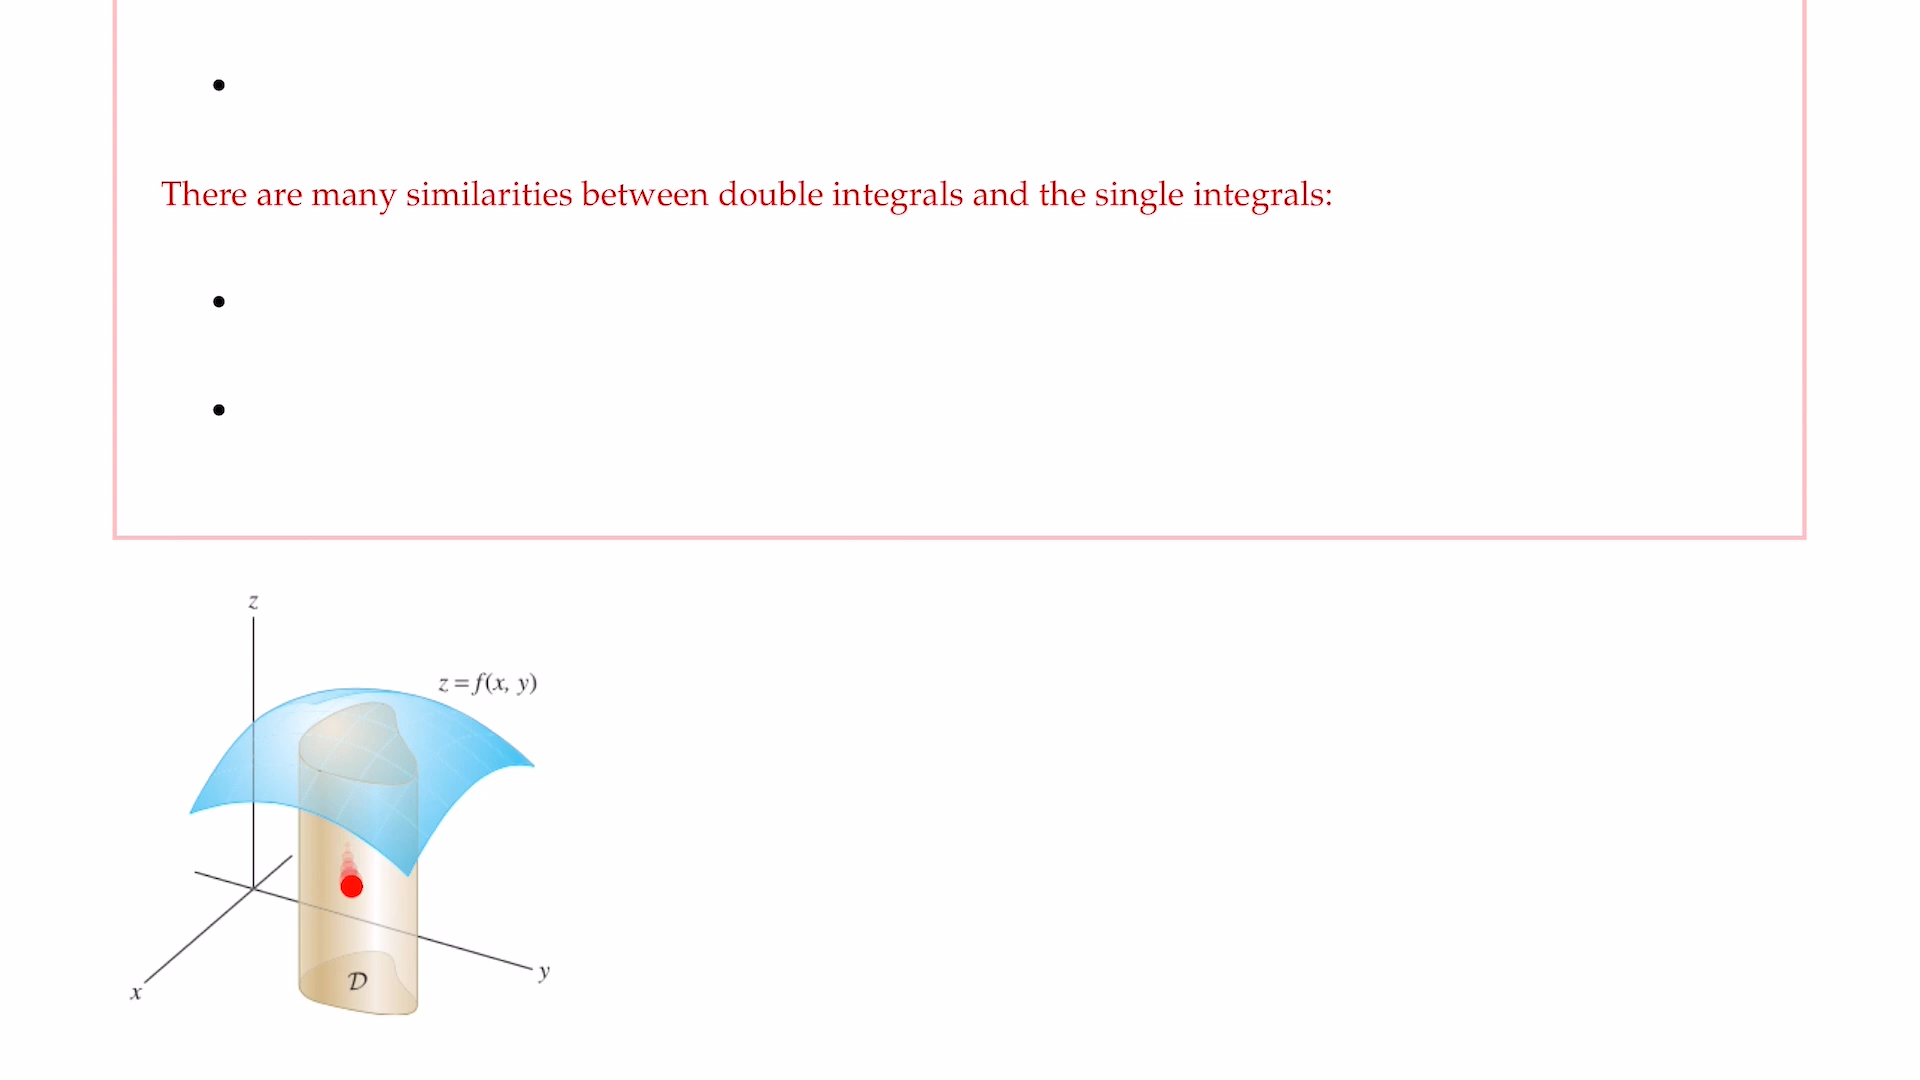 There are many similarities between double integrals and the single integrals:
z
z = f(x, y)
y
𝒟
x